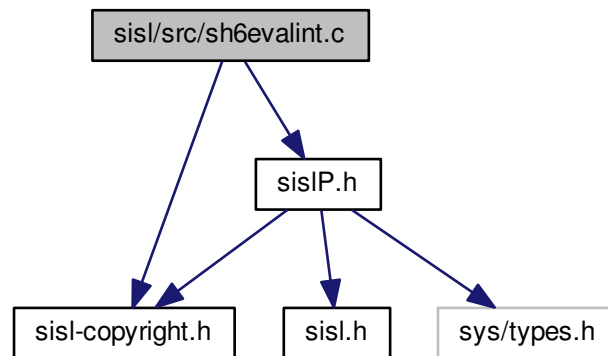 sisl/src/sh6evalint.c
sislP.h
sisl-copyright.h
sisl.h
sys/types.h